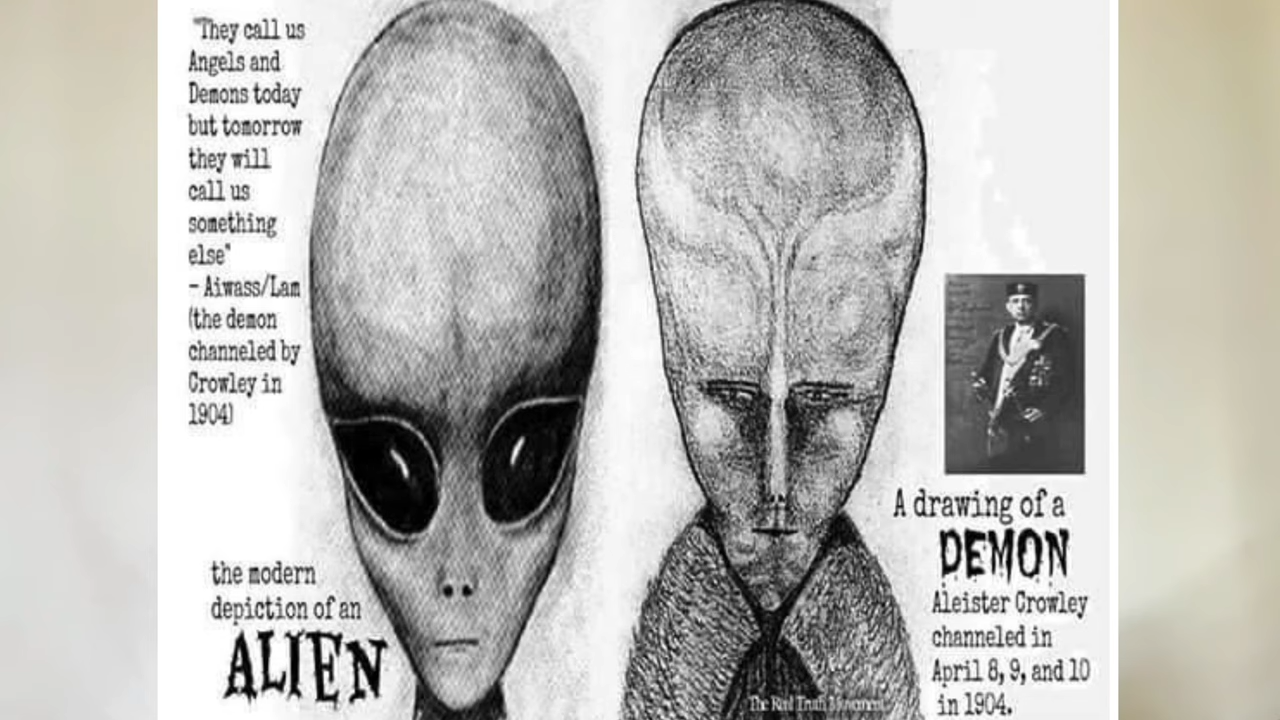 "They call us
Angels and
Demons today
but tomorrow
they will
call us
something
else"
- Aiwass/Lam
(the demon
channeled by
Crowley in
1904)
the modern
depiction of an
ALIEN
A drawing of a
DEMON
Aleister Crowley
channeled in
April 8, 9, and 10
in 1904.
The Real Truth Movement